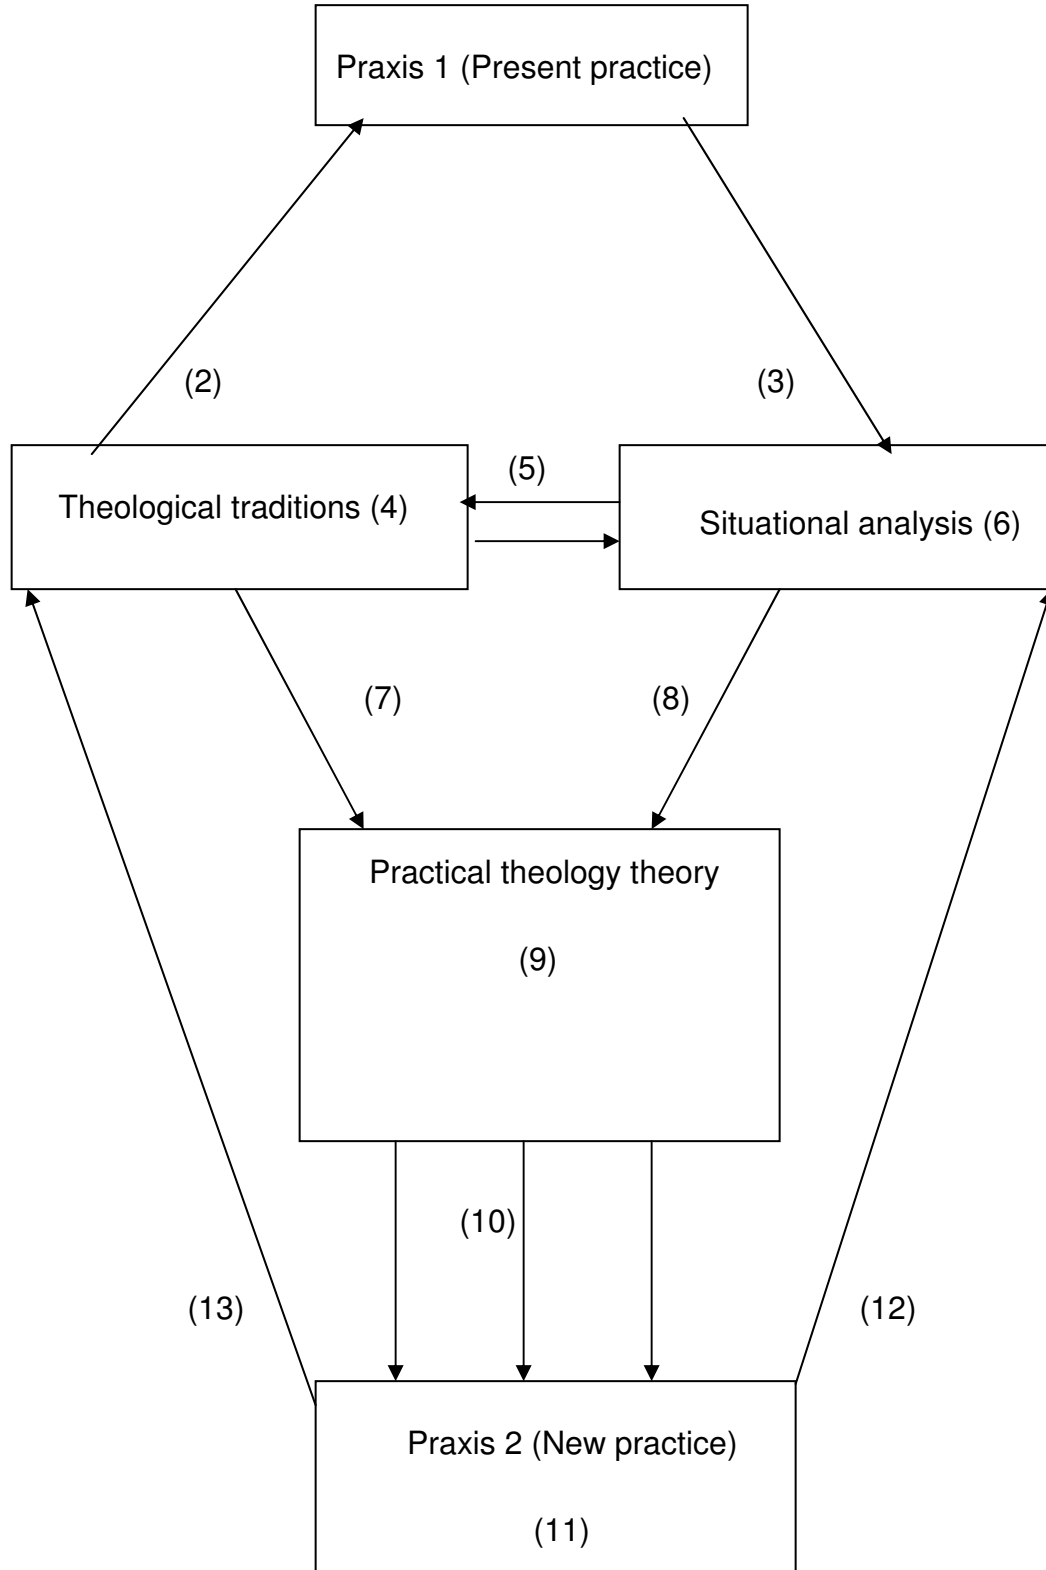 Praxis 1 (Present practice)
(2)
(3)
(5)
Theological traditions (4)
Situational analysis (6)
(7)
(8)
Practical theology theory
(9)
(10)
(13)
(12)
Praxis 2 (New practice)
(11)